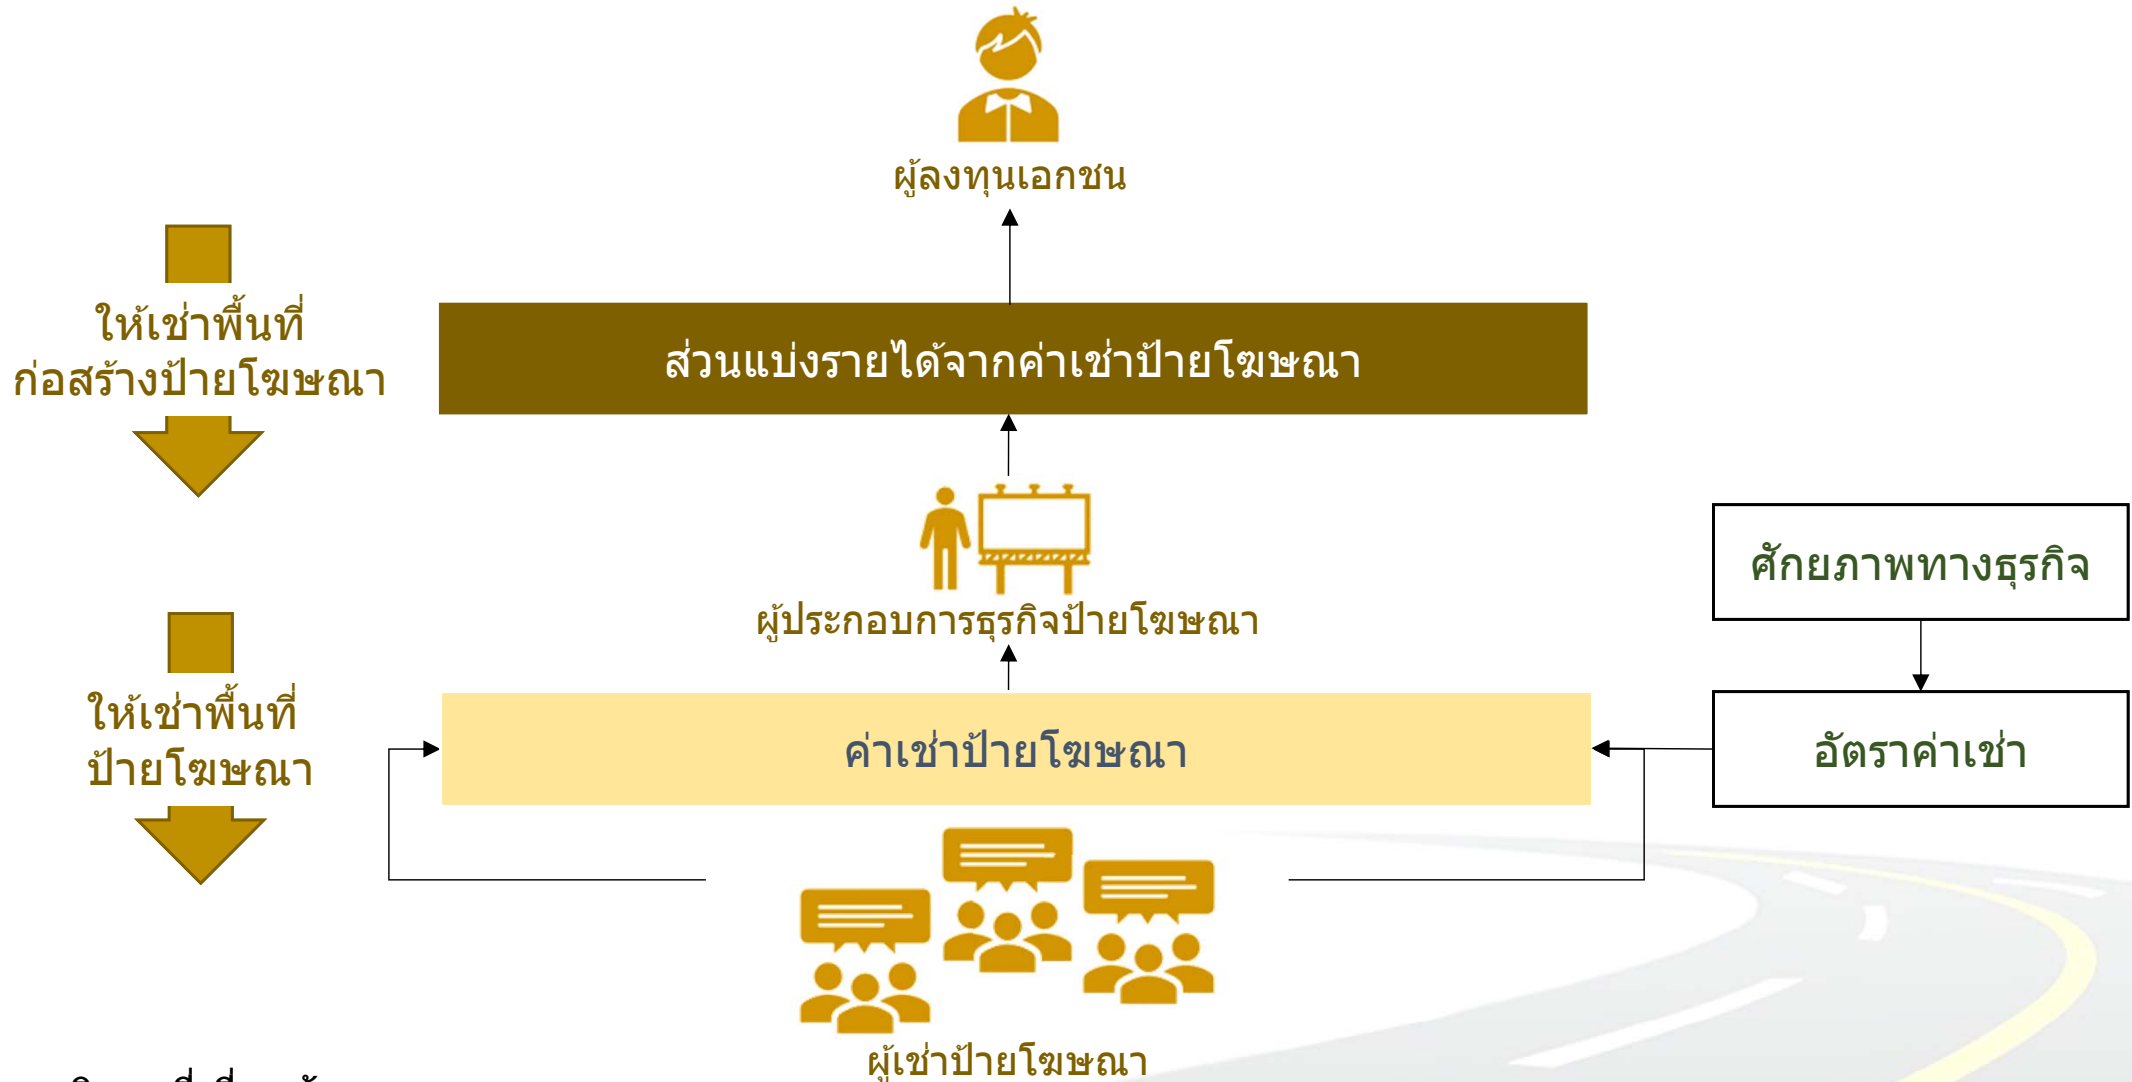 ผู้ลงทุนเอกชน
ให้เช่าพื้นที่
ก่อสร้างป้ายโฆษณา
ส่วนแบ่งรายได้จากค่าเช่าป้ายโฆษณา
ผู้ประกอบการธุรกิจป้ายโฆษณา
ศักยภาพทางธุรกิจ
ให้เช่าพื้นที่
ป้ายโฆษณา
ค่าเช่าป้ายโฆษณา
อัตราค่าเช่า
ผู้เช่าป้ายโฆษณา